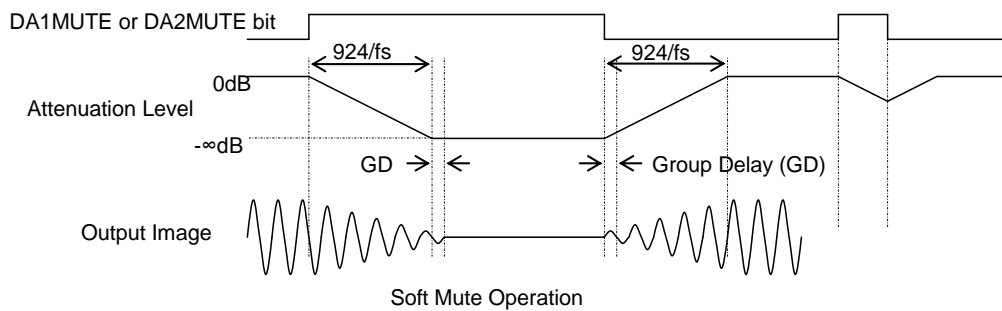 DA1MUTE or DA2MUTE bit
924/fs
924/fs
0dB
Attenuation Level
-∞dB
GD
Group Delay (GD)
Output Image
Soft Mute Operation